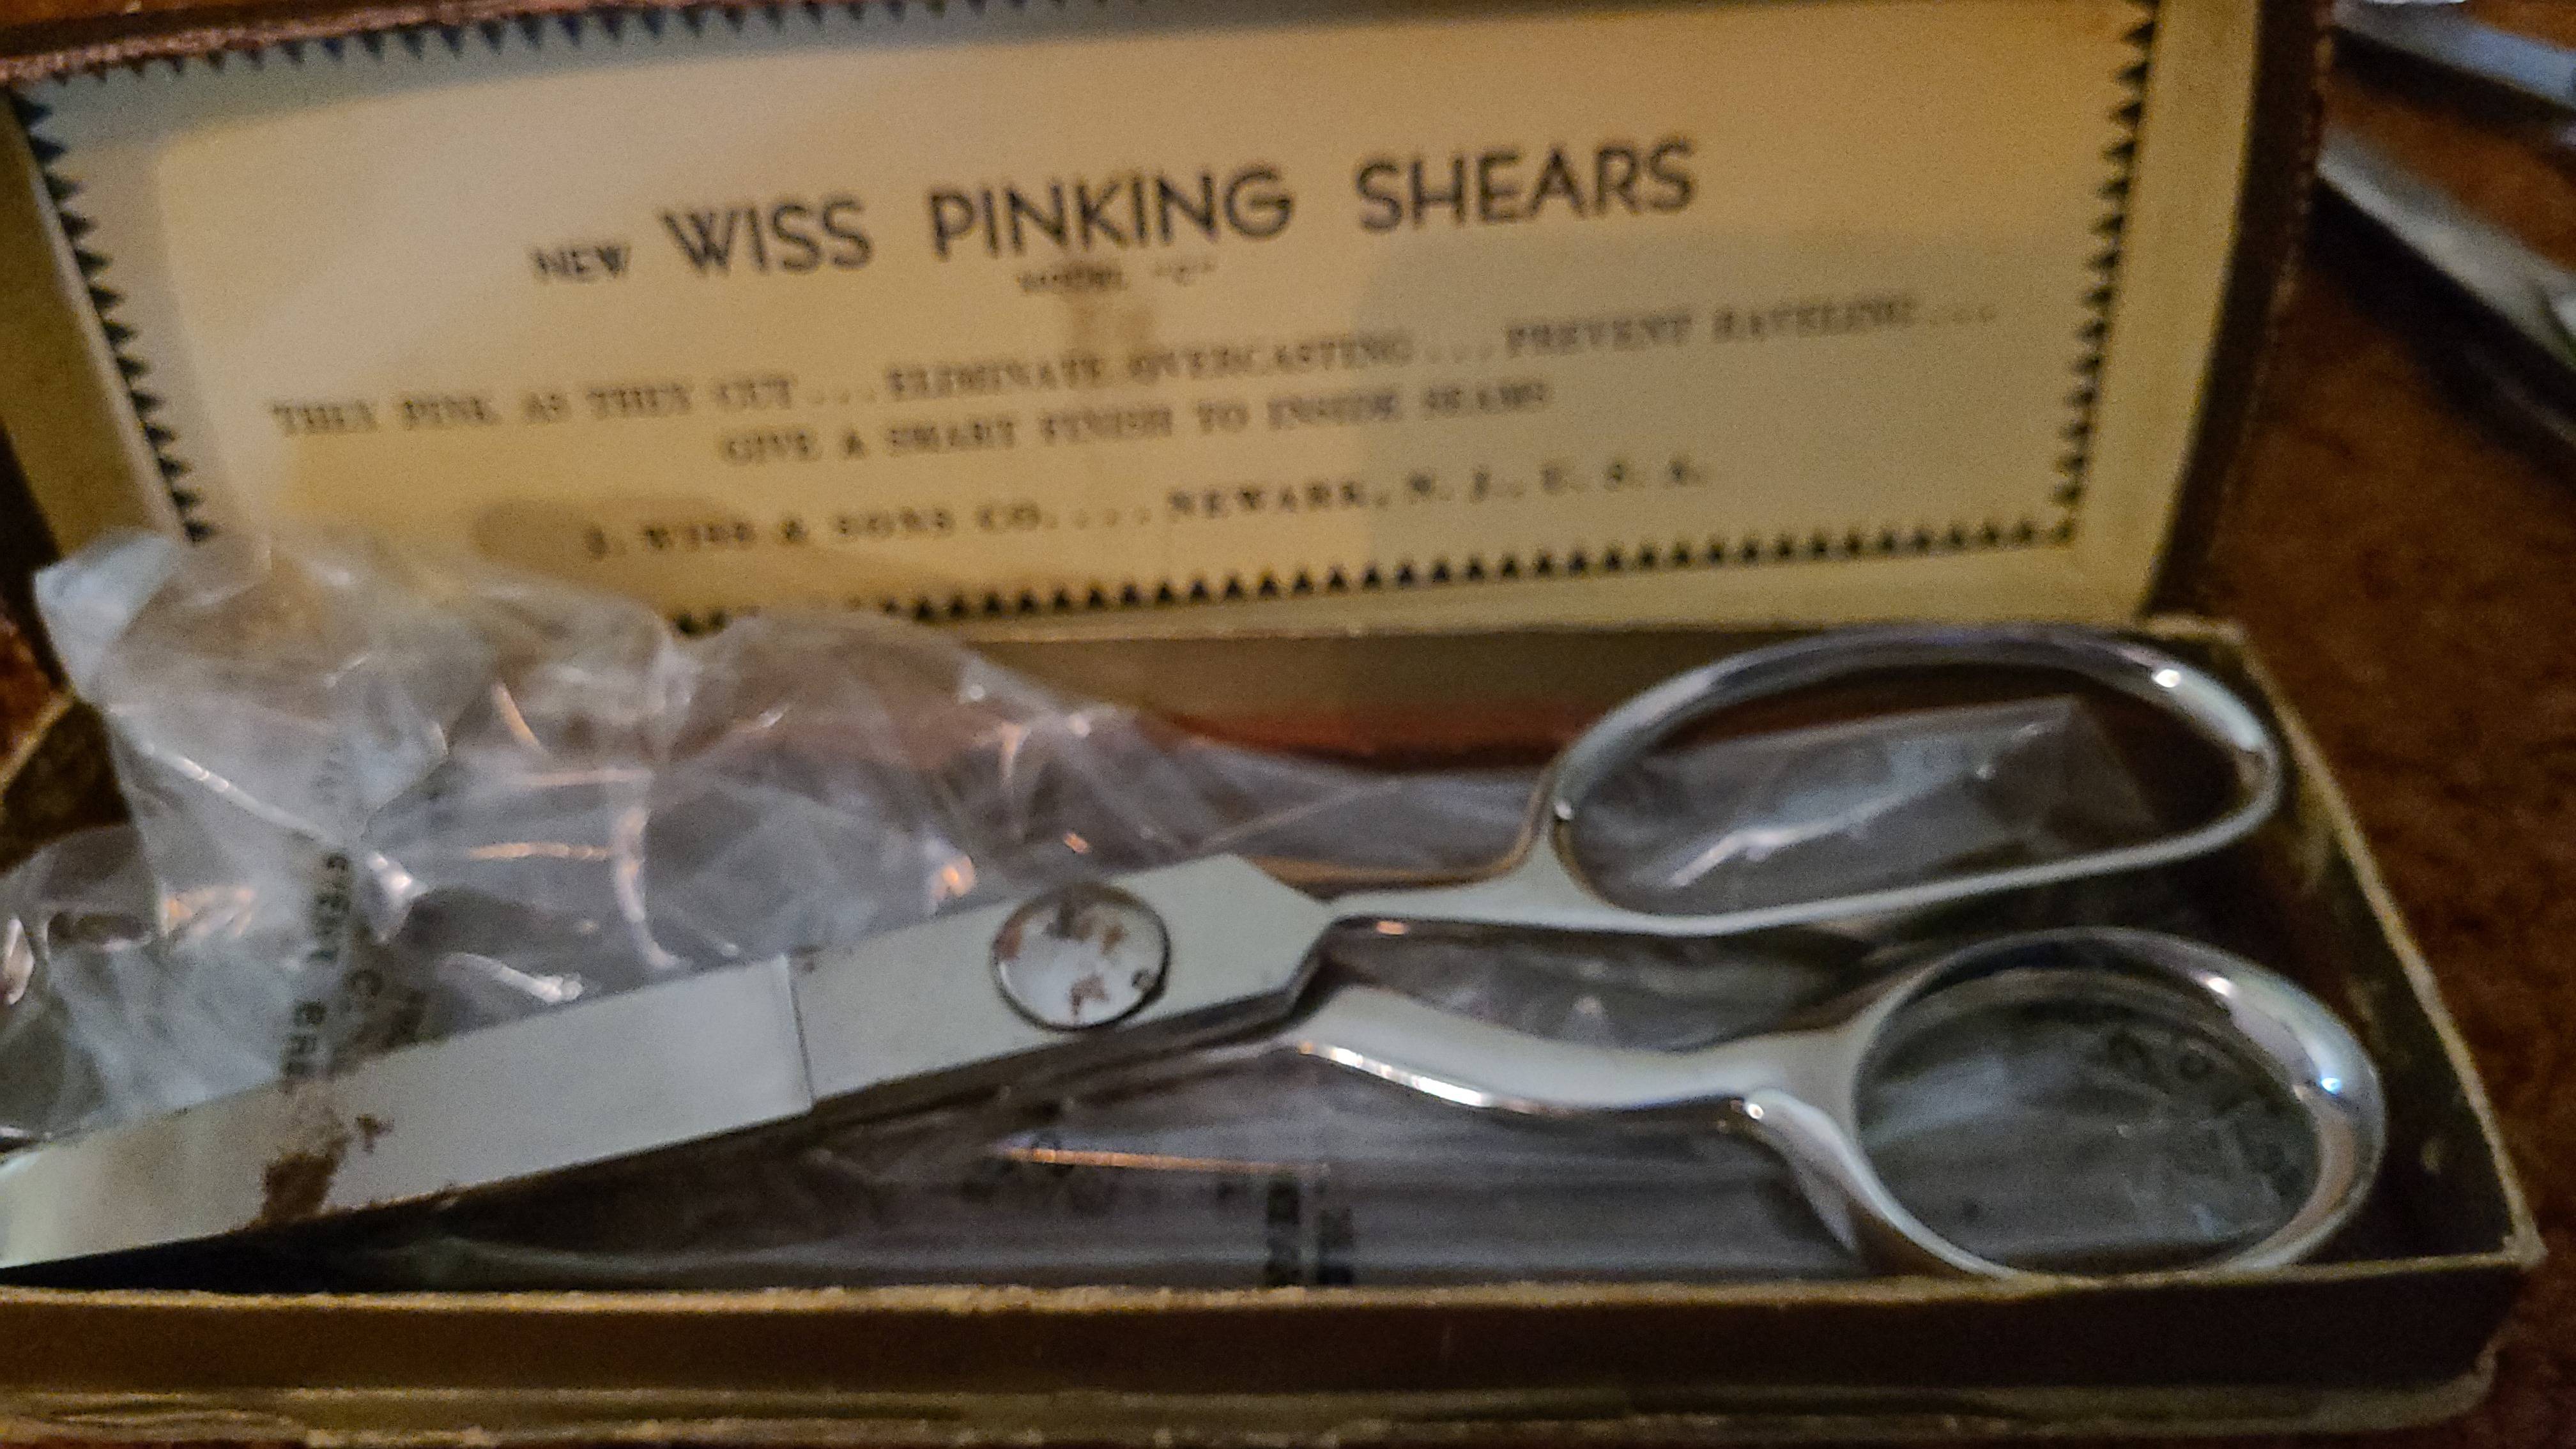 NEW WISS PINKING SHEARS
MODEL "C"
THEY PINK AS THEY CUT ... ELIMINATE OVERCASTING ... PREVENT RAVELING ...
GIVE A SMART FINISH TO INSIDE SEAMS
J. WISS & SONS CO. ... NEWARK, N. J., U. S. A.